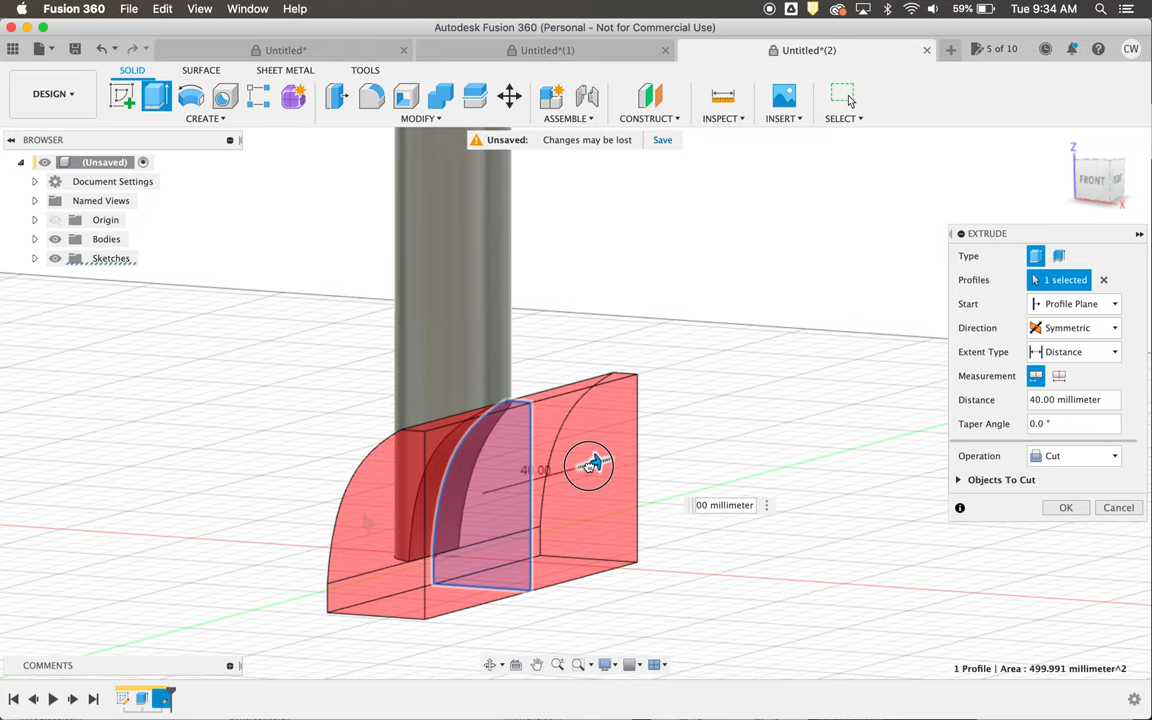 Fusion 360 File Edit View Window Help 59% Tue 9:34 AM
Autodesk Fusion 360 (Personal - Not for Commercial Use)
Untitled* Untitled*(1) Untitled*(2) 5 of 10 CW
SOLID SURFACE SHEET METAL TOOLS
DESIGN
CREATE MODIFY ASSEMBLE CONSTRUCT INSPECT INSERT SELECT
BROWSER
Unsaved: Changes may be lost Save
(Unsaved)
Document Settings
Named Views
Origin
Bodies
Sketches
Z
FRONT
X
EXTRUDE
Type
Profiles 1 selected
Start Profile Plane
Direction Symmetric
Extent Type Distance
Measurement
Distance 40.00 millimeter
Taper Angle 0.0 °
Operation Cut
Objects To Cut
OK Cancel
00 millimeter
COMMENTS
1 Profile | Area : 499.991 millimeter^2